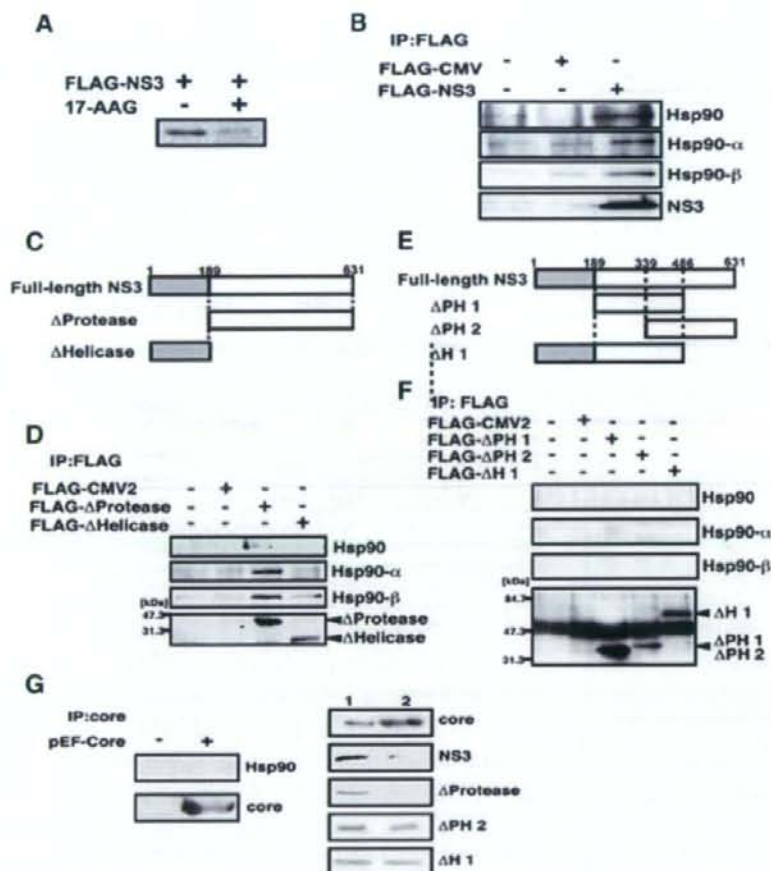 A
FLAG-NS3 + +
17-AAG - +
B
IP:FLAG
FLAG-CMV - + -
FLAG-NS3 - - +
Hsp90
Hsp90-α
Hsp90-β
NS3
C
1 189 631
Full-length NS3
ΔProtease
ΔHelicase
E
1 189 339 486 631
Full-length NS3
ΔPH 1
ΔPH 2
ΔH 1
D
IP:FLAG
FLAG-CMV2 - + - -
FLAG-ΔProtease - - + -
FLAG-ΔHelicase - - - +
Hsp90
Hsp90-α
[kDa]
Hsp90-β
47.3
31.3
ΔProtease
ΔHelicase
F
IP: FLAG
FLAG-CMV2 - + - - -
FLAG-ΔPH 1 - - + - -
FLAG-ΔPH 2 - - - + -
FLAG-ΔH 1 - - - - +
Hsp90
Hsp90-α
Hsp90-β
[kDa]
84.7
47.3
31.3
ΔH 1
ΔPH 1
ΔPH 2
G
IP:core
pEF-Core - +
Hsp90
core
1 2
core
NS3
ΔProtease
ΔPH 2
ΔH 1